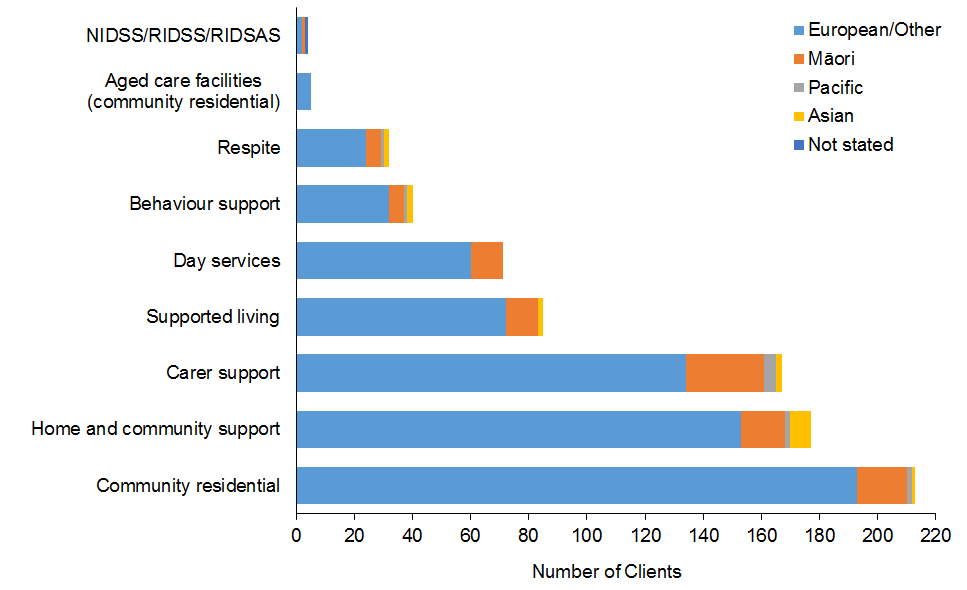 NIDSS/RIDSS/RIDSAS
Aged care facilities
(community residential)
Respite
Behaviour support
Day services
Supported living
Carer support
Home and community support
Community residential
0 20 40 60 80 100 120 140 160 180 200 220
Number of Clients
European/Other
Māori
Pacific
Asian
Not stated